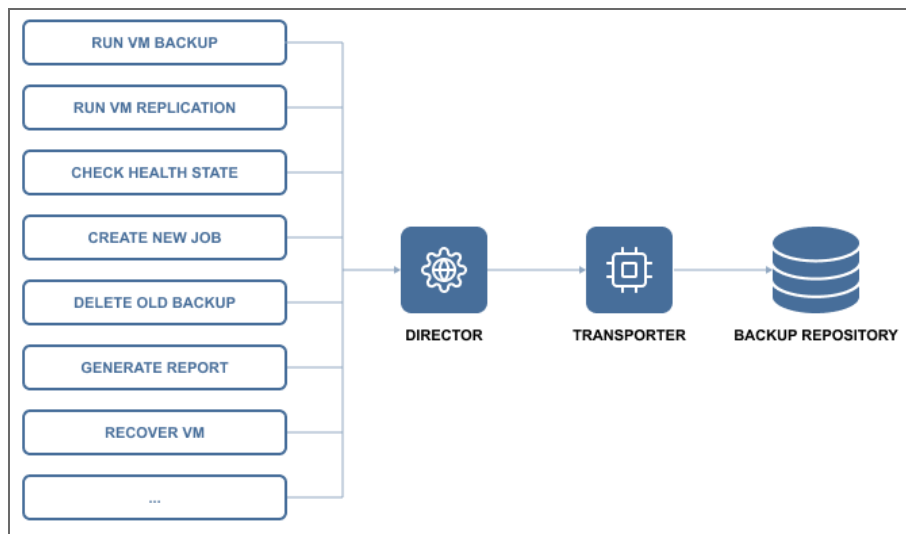 RUN VM BACKUP
RUN VM REPLICATION
CHECK HEALTH STATE
CREATE NEW JOB
DELETE OLD BACKUP
GENERATE REPORT
RECOVER VM
...
DIRECTOR
TRANSPORTER
BACKUP REPOSITORY